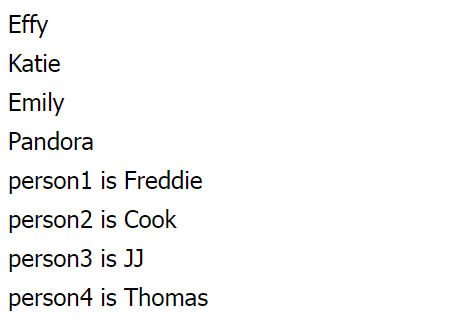 Effy
Katie
Emily
Pandora
person1 is Freddie
person2 is Cook
person3 is JJ
person4 is Thomas